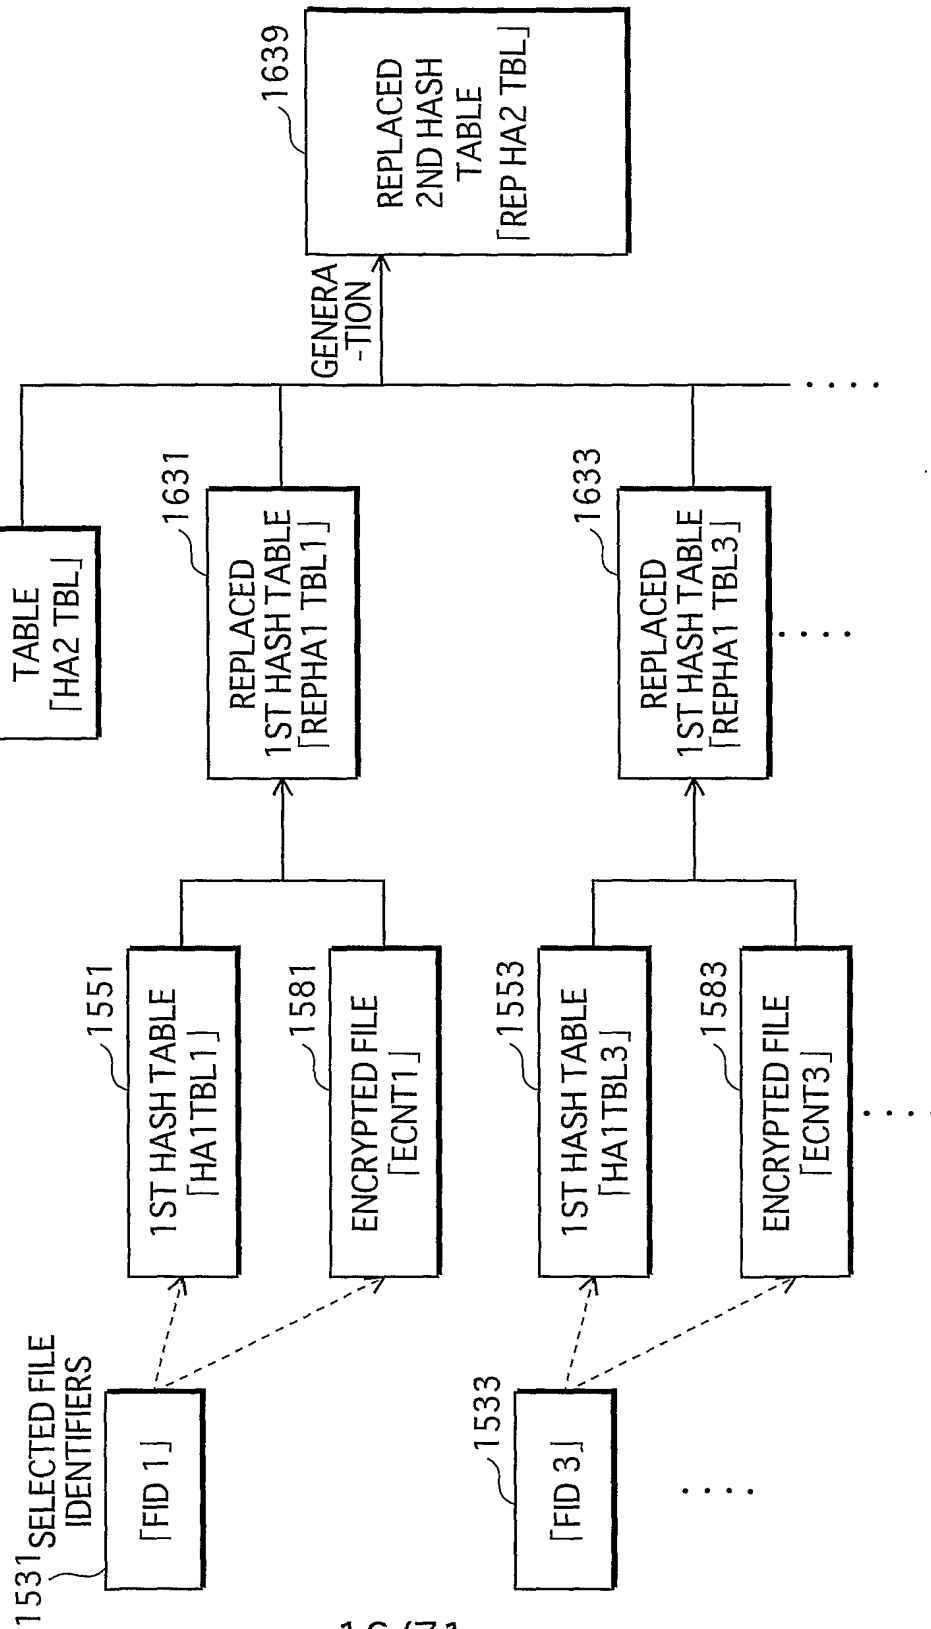 1531
SELECTED FILE
IDENTIFIERS
「FID 1」
1533
「FID 3」
1551
1ST HASH TABLE
「HA1TBL1」
1581
ENCRYPTED FILE
「ECNT1」
1553
1ST HASH TABLE
「HA1TBL3」
1583
ENCRYPTED FILE
「ECNT3」
TABLE
「HA2 TBL」
1631
REPLACED
1ST HASH TABLE
「REPHA1 TBL1」
1633
REPLACED
1ST HASH TABLE
「REPHA1 TBL3」
GENERA
-TION
1639
REPLACED
2ND HASH
TABLE
「REP HA2 TBL」